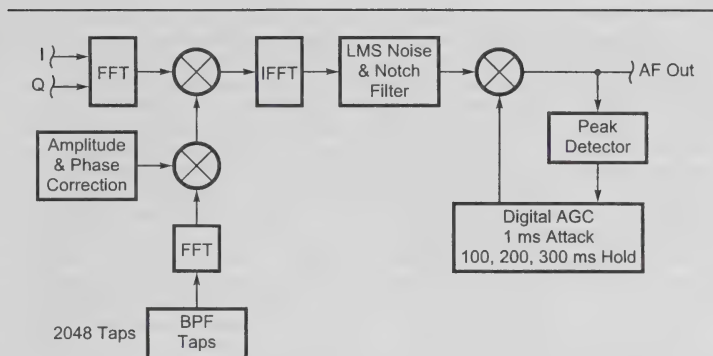 I
Q
FFT
IFFT
LMS Noise
& Notch
Filter
AF Out
Peak
Detector
Amplitude
& Phase
Correction
Digital AGC
1 ms Attack
100, 200, 300 ms Hold
FFT
2048 Taps
BPF
Taps